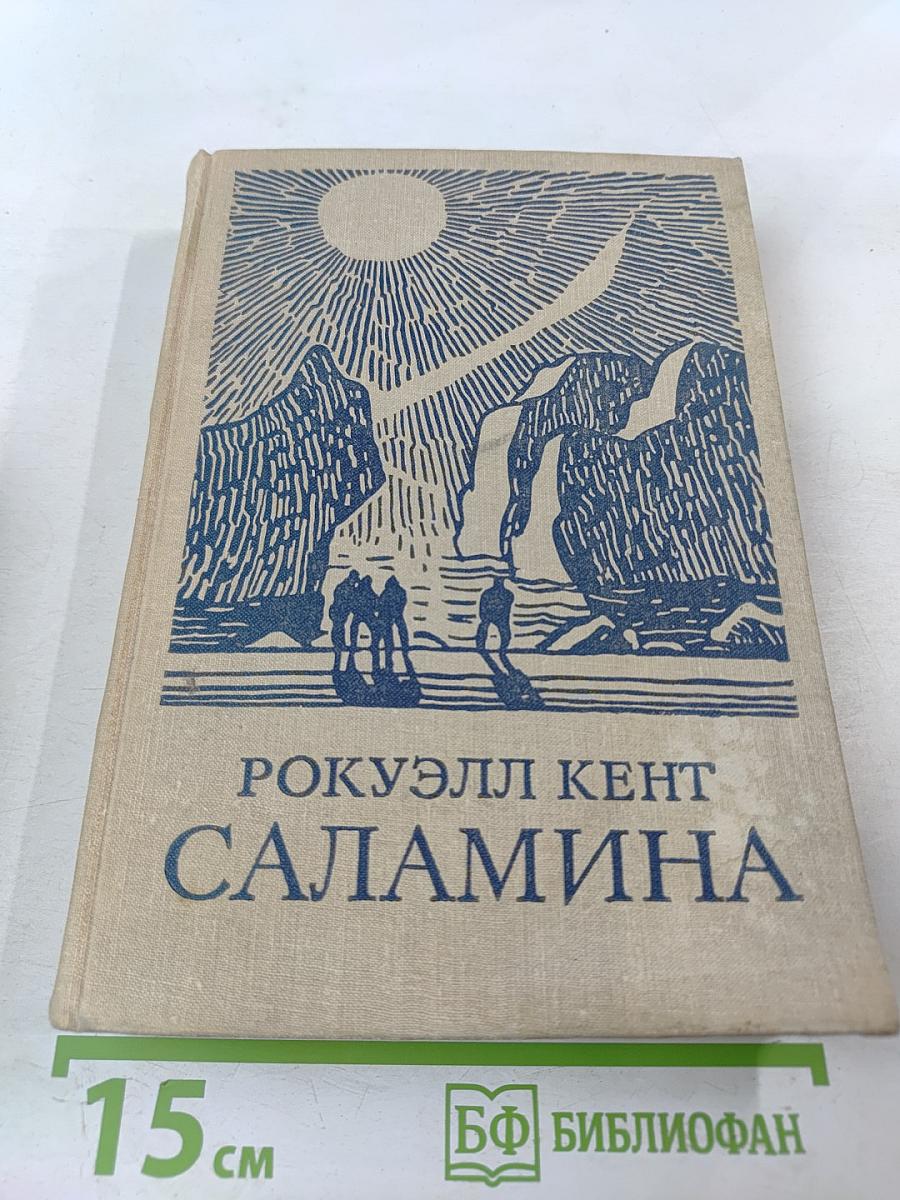 РОКУЭЛЛ КЕНТ
САЛАМИНА
15 см
БФ БИБЛИОФАН